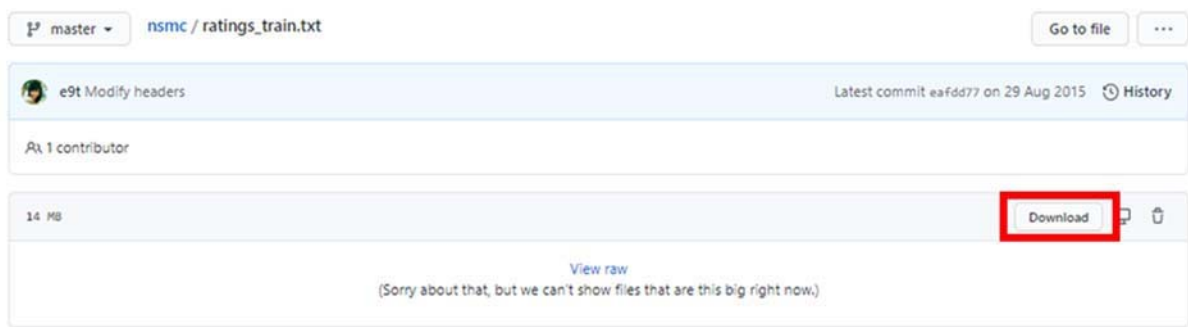 master
nsmc / ratings_train.txt
Go to file
...
e9t Modify headers
Latest commit eafdd77 on 29 Aug 2015
History
1 contributor
14 MB
Download
View raw
(Sorry about that, but we can't show files that are this big right now.)